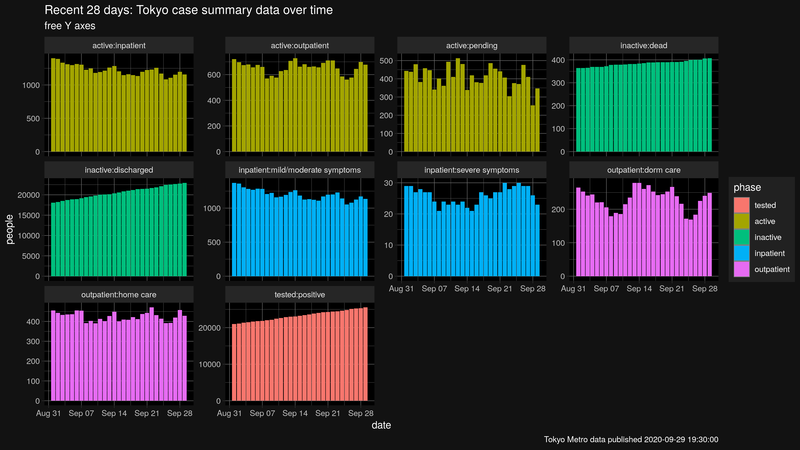 Recent 28 days: Tokyo case summary data over time
free Y axes
active:inpatient
active:outpatient
active:pending
inactive:dead
1000
500
0
600
400
200
0
500
400
300
200
100
0
400
300
200
100
0
inactive:discharged
inpatient:mild/moderate symptoms
inpatient:severe symptoms
outpatient:dorm care
20000
15000
10000
5000
0
1000
500
0
30
20
10
0
200
100
0
Aug 31 Sep 07 Sep 14 Sep 21 Sep 28
Aug 31 Sep 07 Sep 14 Sep 21 Sep 28
outpatient:home care
tested:positive
400
300
200
100
0
20000
10000
0
Aug 31 Sep 07 Sep 14 Sep 21 Sep 28
Aug 31 Sep 07 Sep 14 Sep 21 Sep 28
people
date
phase
tested
active
inactive
inpatient
outpatient
Tokyo Metro data published 2020-09-29 19:30:00